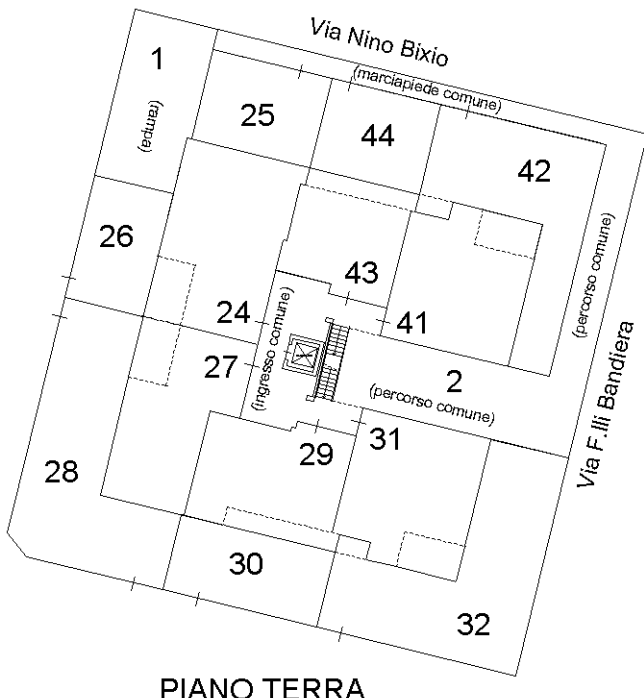 Via Nino Bixio
1
(marciapiede comune)
(rampa)
25
44
42
26
43
(percorso comune)
24
41
(ingresso comune)
27
2
(percorso comune)
Via F.lli Bandiera
29
31
28
30
32
PIANO TERRA